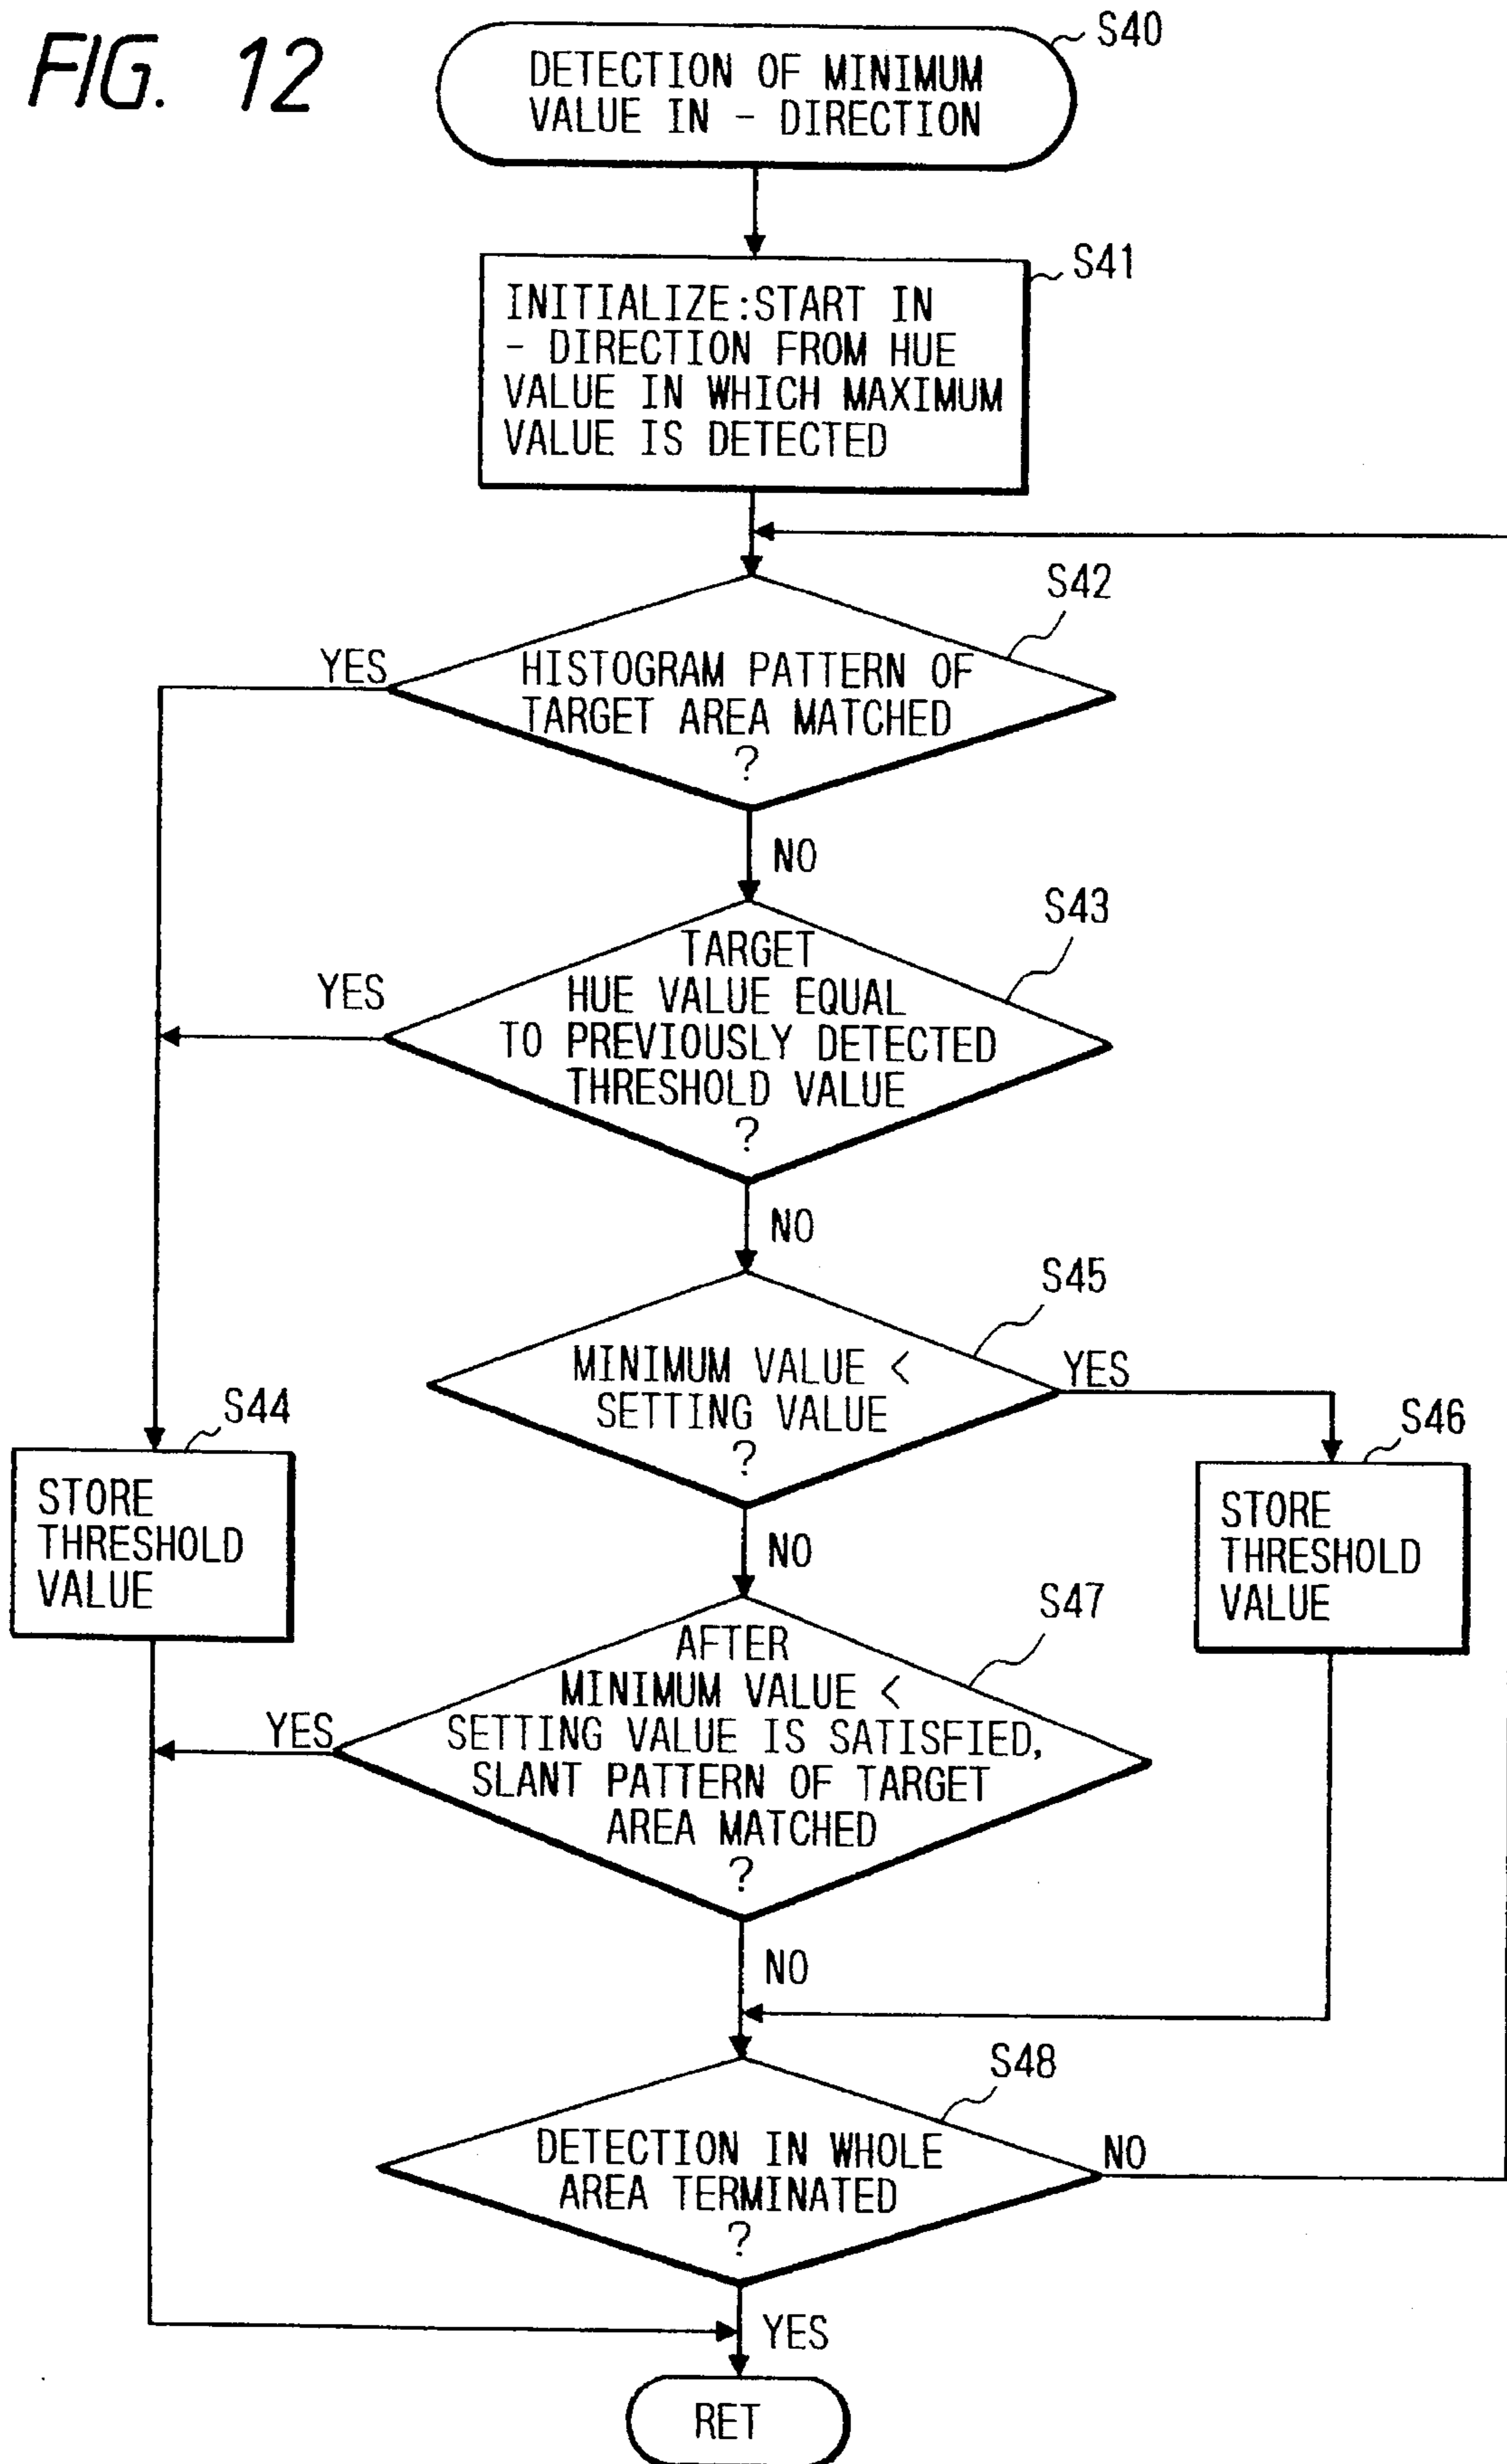 FIG. 12
S40
DETECTION OF MINIMUM
VALUE IN - DIRECTION
S41
INITIALIZE:START IN
- DIRECTION FROM HUE
VALUE IN WHICH MAXIMUM
VALUE IS DETECTED
S42
YES
HISTOGRAM PATTERN OF
TARGET AREA MATCHED
?
NO
S43
YES
TARGET
HUE VALUE EQUAL
TO PREVIOUSLY DETECTED
THRESHOLD VALUE
?
NO
S45
MINIMUM VALUE <
SETTING VALUE
?
YES
S44
STORE
THRESHOLD
VALUE
S46
STORE
THRESHOLD
VALUE
NO
S47
YES
AFTER
MINIMUM VALUE <
SETTING VALUE IS SATISFIED,
SLANT PATTERN OF TARGET
AREA MATCHED
?
NO
S48
DETECTION IN WHOLE
AREA TERMINATED
?
NO
YES
RET